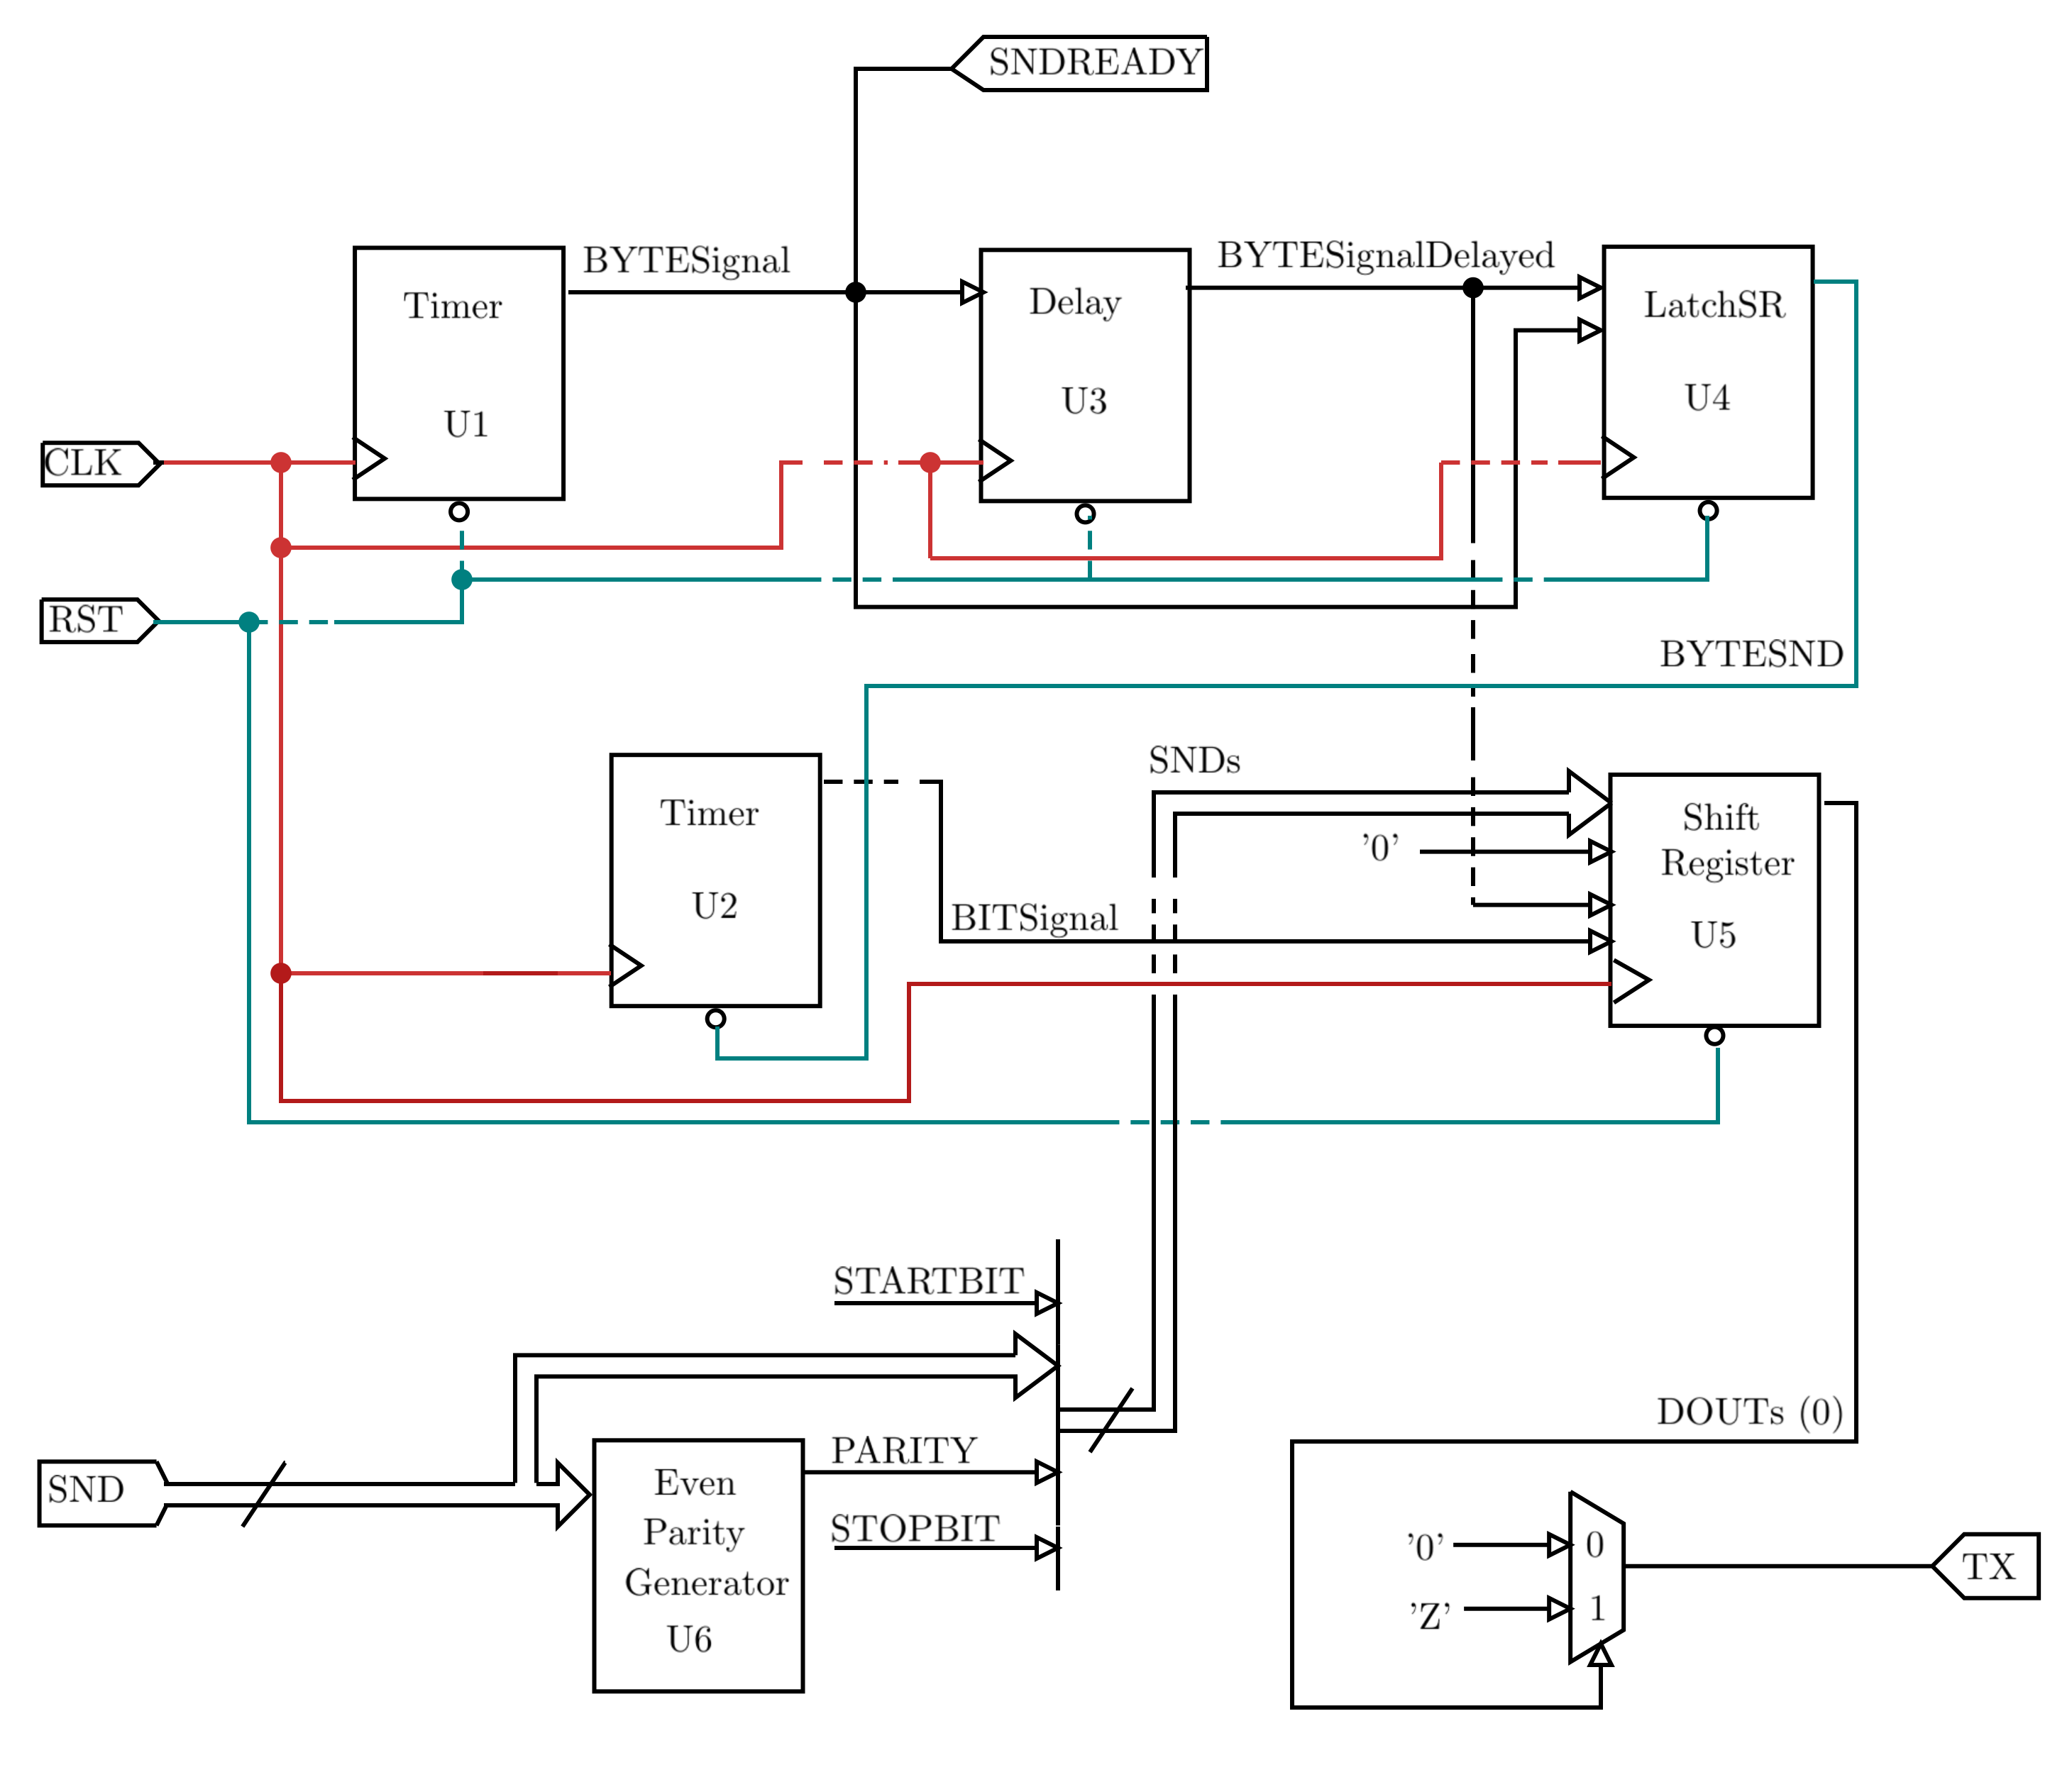 SNDREADY
BYTESignal
BYTESignalDelayed
Timer
U1
Delay
U3
LatchSR
U4
CLK
RST
BYTESND
Timer
U2
SNDs
'0'
BITSignal
Shift
Register
U5
STARTBIT
DOUTs (0)
SND
PARITY
Even
Parity
Generator
U6
STOPBIT
'0'
0
'Z'
1
TX